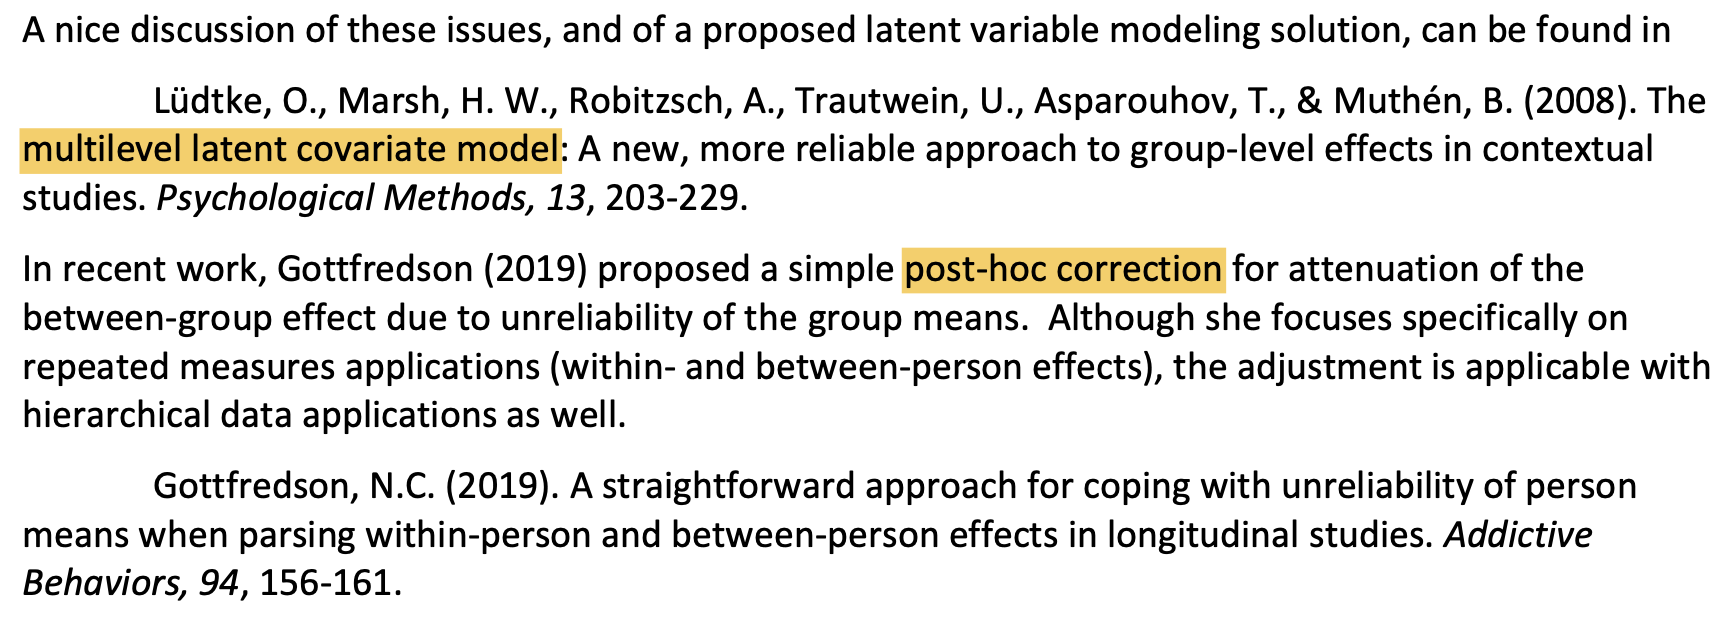 A nice discussion of these issues, and of a proposed latent variable modeling solution, can be found in
Lüdtke, O., Marsh, H. W., Robitzsch, A., Trautwein, U., Asparouhov, T., & Muthén, B. (2008). The
multilevel latent covariate model: A new, more reliable approach to group-level effects in contextual
studies. Psychological Methods, 13, 203-229.
In recent work, Gottfredson (2019) proposed a simple post-hoc correction for attenuation of the
between-group effect due to unreliability of the group means.  Although she focuses specifically on
repeated measures applications (within- and between-person effects), the adjustment is applicable with
hierarchical data applications as well.
Gottfredson, N.C. (2019). A straightforward approach for coping with unreliability of person
means when parsing within-person and between-person effects in longitudinal studies. Addictive
Behaviors, 94, 156-161.